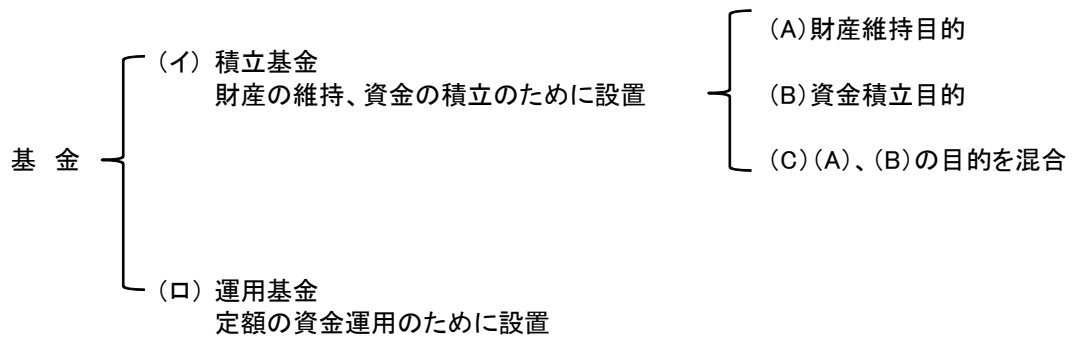 基 金
(イ) 積立基金
財産の維持、資金の積立のために設置
(A)財産維持目的
(B)資金積立目的
(C)(A)、(B)の目的を混合
(ロ) 運用基金
定額の資金運用のために設置